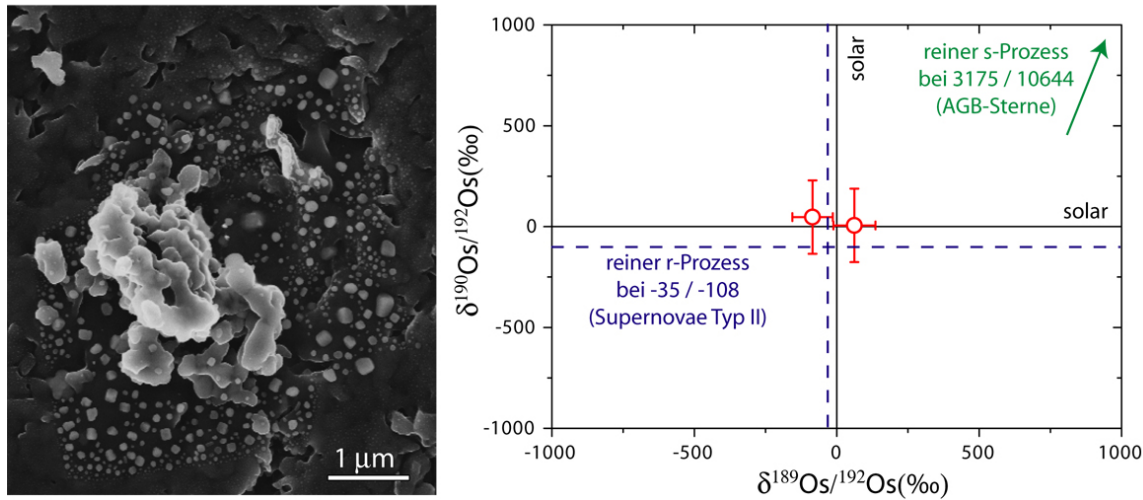 1 μm
1000
500
0
-500
-1000
δ¹⁹⁰Os/¹⁹²Os(‰)
solar
reiner s-Prozess
bei 3175 / 10644
(AGB-Sterne)
solar
reiner r-Prozess
bei -35 / -108
(Supernovae Typ II)
-1000
-500
0
500
1000
δ¹⁸⁹Os/¹⁹²Os(‰)